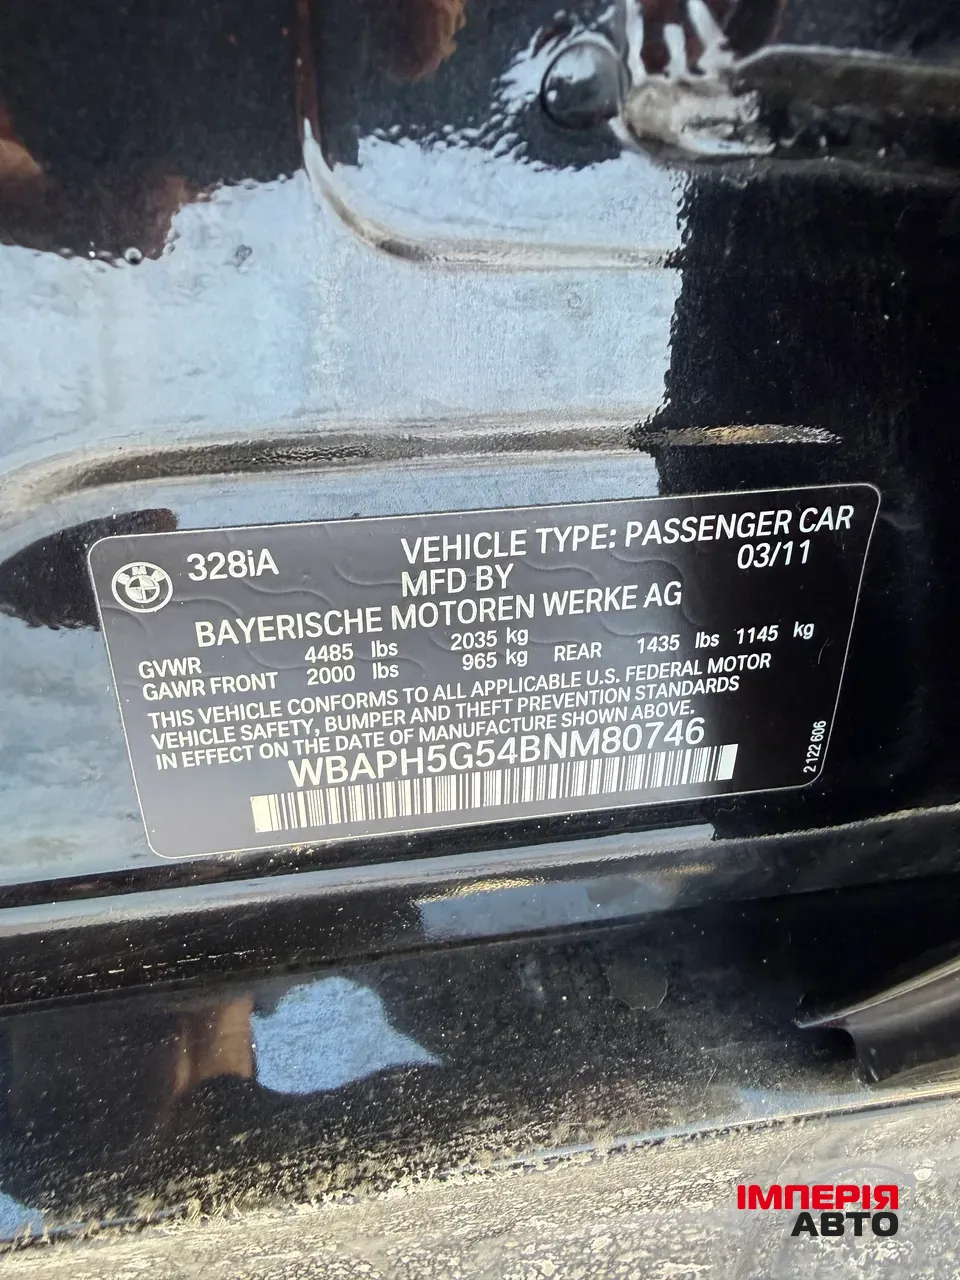 BMW
328iA
VEHICLE TYPE: PASSENGER CAR
MFD BY
03/11
BAYERISCHE MOTOREN WERKE AG
GVWR 4485 lbs 2035 kg
GAWR FRONT 2000 lbs 965 kg REAR 1435 lbs 1145 kg
THIS VEHICLE CONFORMS TO ALL APPLICABLE U.S. FEDERAL MOTOR
VEHICLE SAFETY, BUMPER AND THEFT PREVENTION STANDARDS
IN EFFECT ON THE DATE OF MANUFACTURE SHOWN ABOVE.
WBAPH5G54BNM80746
2 122 606
ІМПЕРІЯ
АВТО